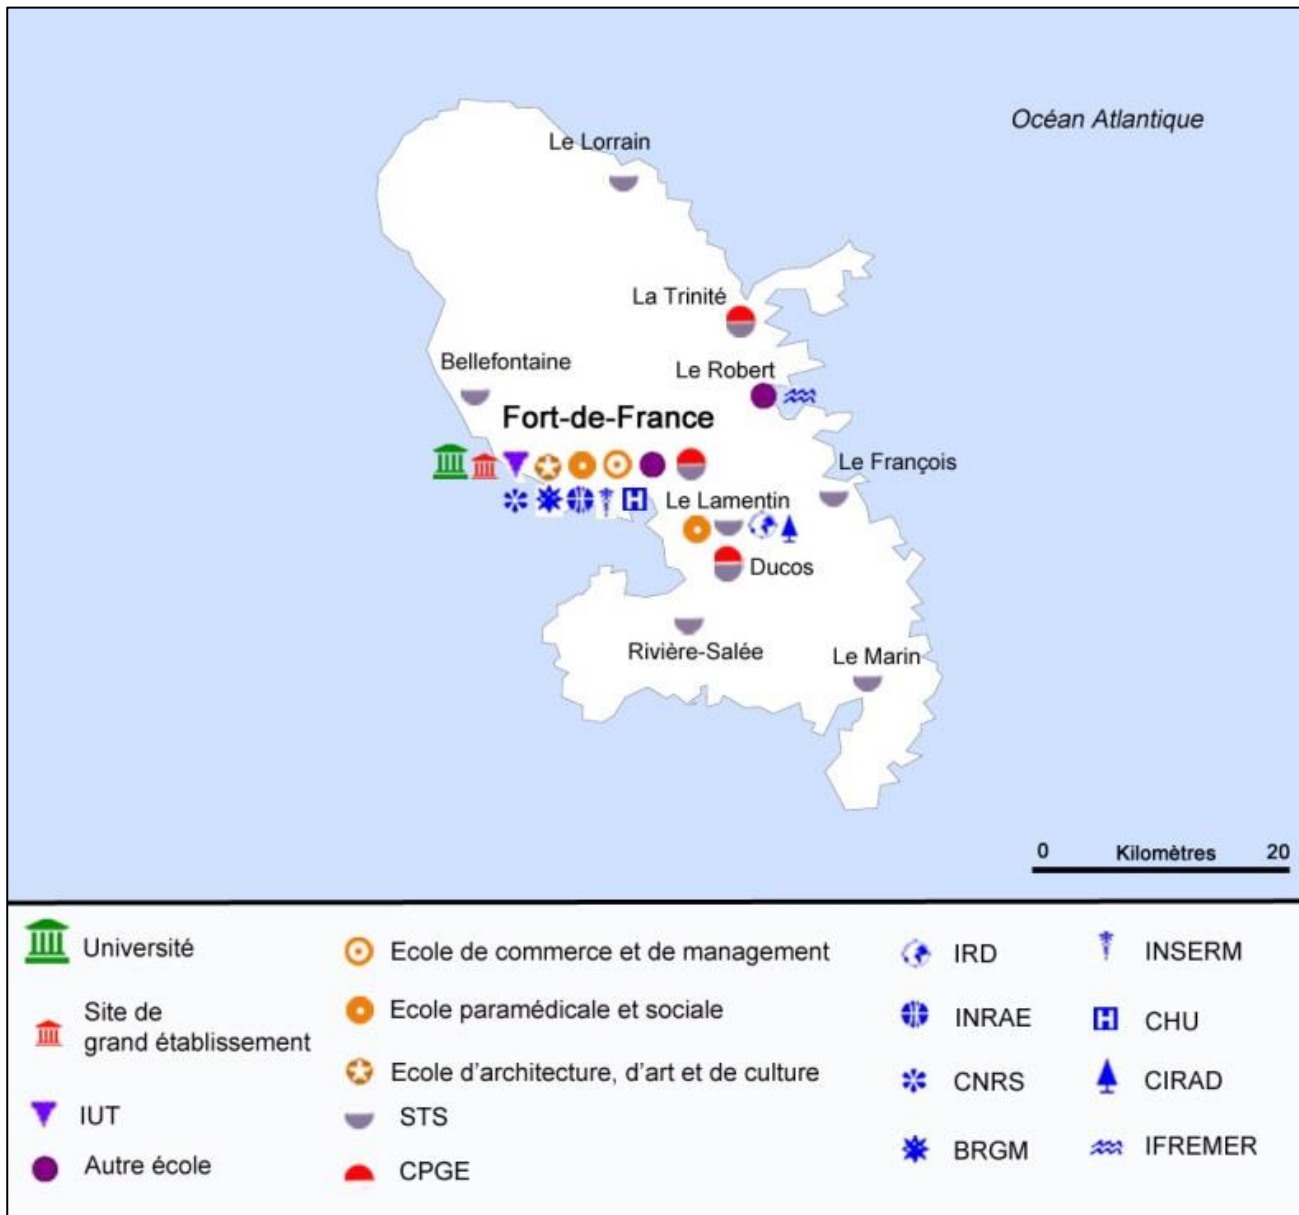 Océan Atlantique
Le Lorrain
La Trinité
Bellefontaine
Le Robert
Fort-de-France
Le François
Le Lamentin
Ducos
Rivière-Salée
Le Marin
0 Kilomètres 20
Université
Site de
grand établissement
IUT
Autre école
Ecole de commerce et de management
Ecole paramédicale et sociale
Ecole d'architecture, d'art et de culture
STS
CPGE
IRD
INRAE
CNRS
BRGM
INSERM
CHU
CIRAD
IFREMER